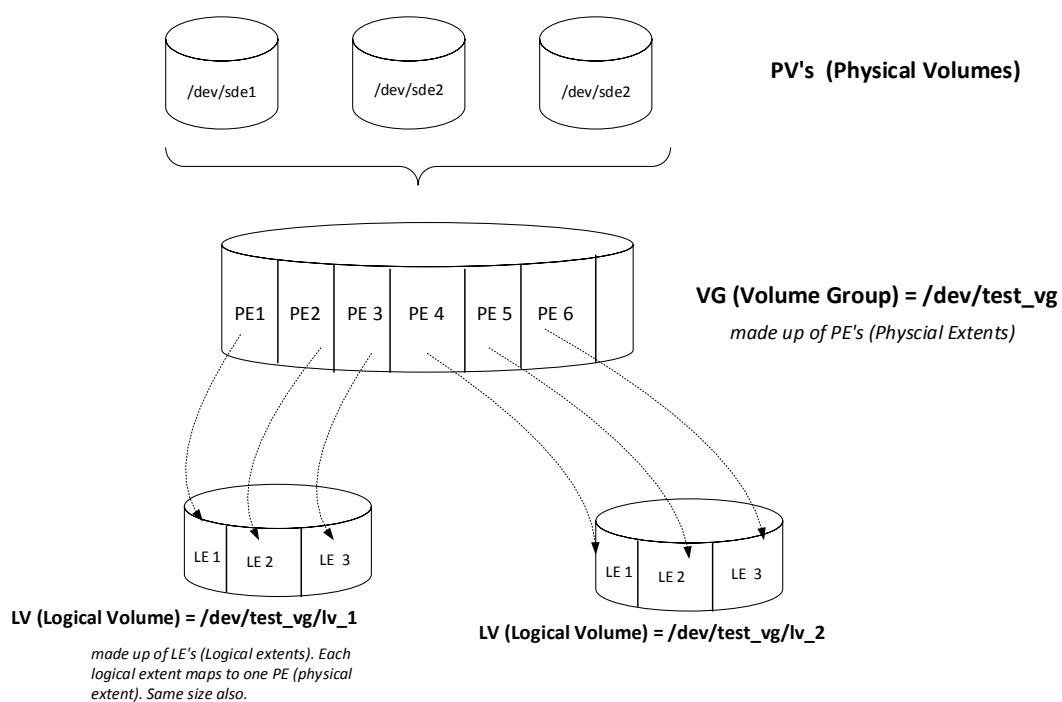 /dev/sde1
/dev/sde2
/dev/sde2
PV's (Physical Volumes)
PE1
PE2
PE 3
PE 4
PE 5
PE 6
VG (Volume Group) = /dev/test_vg
made up of PE's (Physcial Extents)
LE 1
LE 2
LE 3
LE 1
LE 2
LE 3
LV (Logical Volume) = /dev/test_vg/lv_1
LV (Logical Volume) = /dev/test_vg/lv_2
made up of LE's (Logical extents). Each
logical extent maps to one PE (physical
extent). Same size also.